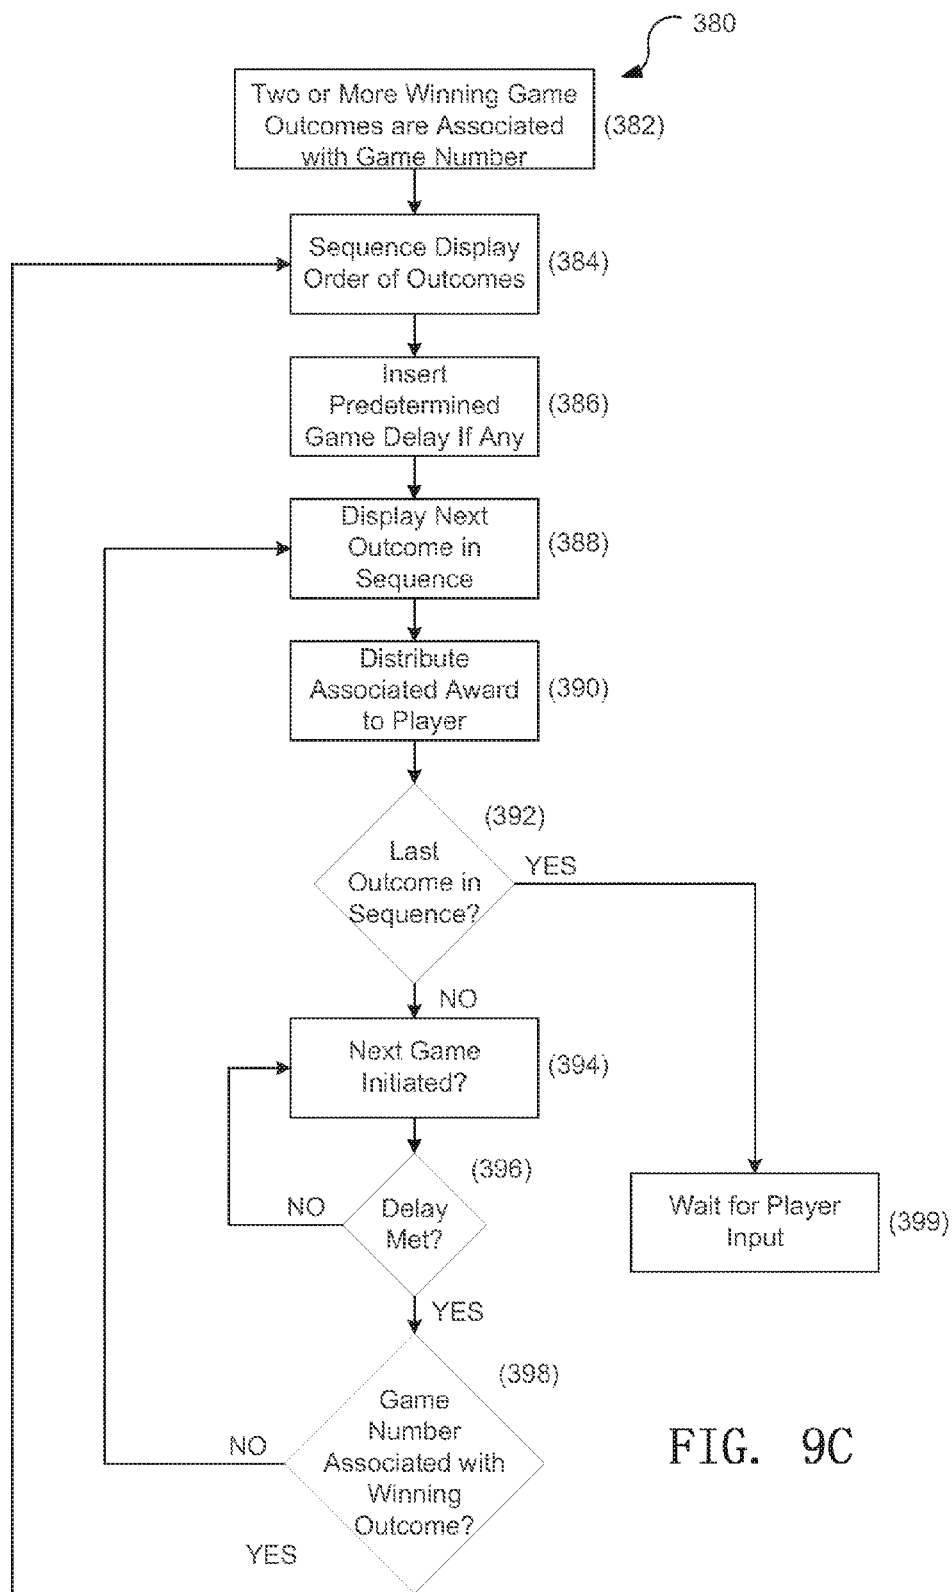 380
Two or More Winning Game
Outcomes are Associated
with Game Number
(382)
Sequence Display
Order of Outcomes
(384)
Insert
Predetermined
Game Delay If Any
(386)
Display Next
Outcome in
Sequence
(388)
Distribute
Associated Award
to Player
(390)
(392)
Last
Outcome in
Sequence?
YES
NO
Next Game
Initiated?
(394)
(396)
Delay
Met?
NO
YES
Wait for Player
Input
(399)
(398)
Game
Number
Associated with
Winning
Outcome?
NO
YES
FIG. 9C